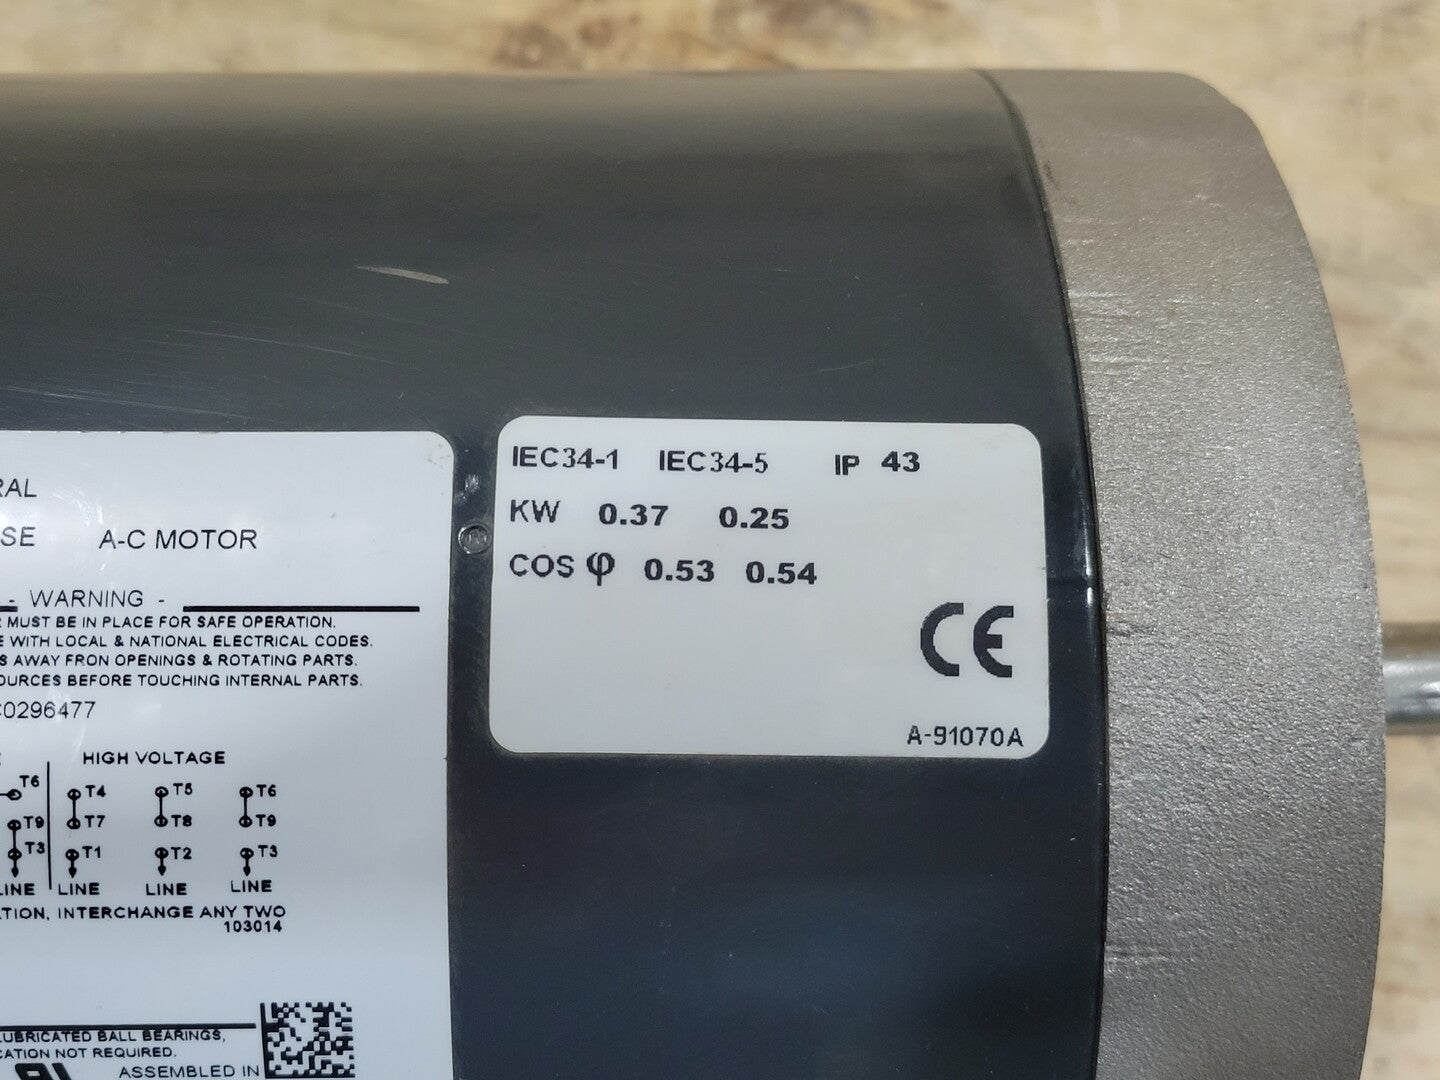 RAL
SE A-C MOTOR
- WARNING -
MUST BE IN PLACE FOR SAFE OPERATION.
WITH LOCAL & NATIONAL ELECTRICAL CODES.
S AWAY FRON OPENINGS & ROTATING PARTS.
OURCES BEFORE TOUCHING INTERNAL PARTS.
C0296477
HIGH VOLTAGE
T6 T4 T5 T6
T9 T7 T8 T9
T3 T1 T2 T3
LINE LINE LINE LINE
TION, INTERCHANGE ANY TWO
103014
LUBRICATED BALL BEARINGS,
CATION NOT REQUIRED.
ASSEMBLED IN
IEC34-1 IEC34-5 IP 43
KW 0.37 0.25
COS φ 0.53 0.54
CE
A-91070A